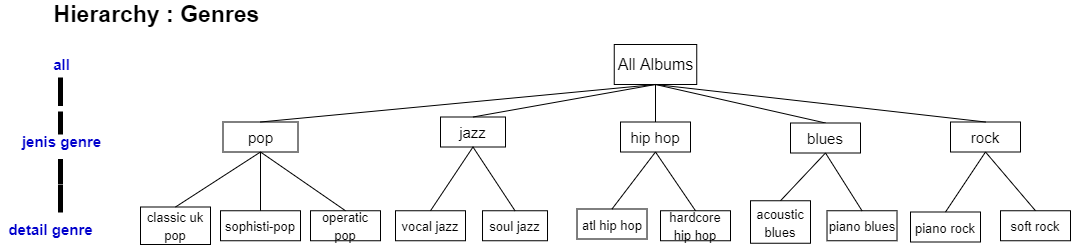 Hierarchy : Genres
all
All Albums
jenis genre
pop
jazz
hip hop
blues
rock
detail genre
classic uk
pop
sophisti-pop
operatic
pop
vocal jazz
soul jazz
atl hip hop
hardcore
hip hop
acoustic
blues
piano blues
piano rock
soft rock